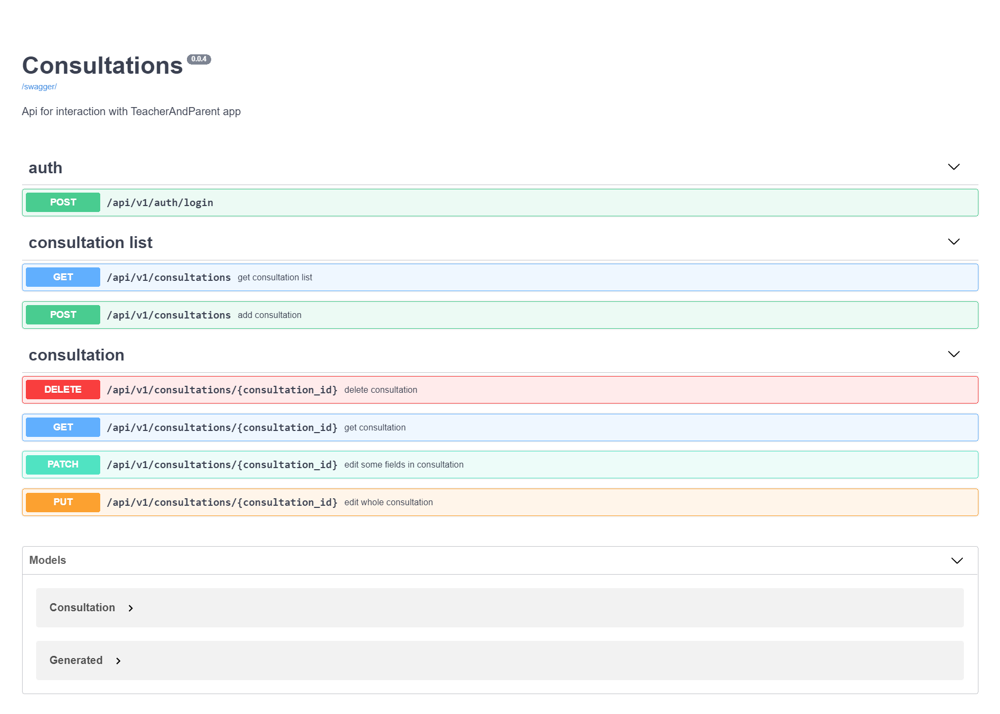 Consultations 0.0.4
/swagger/
Api for interaction with TeacherAndParent app
auth
POST /api/v1/auth/login
consultation list
GET /api/v1/consultations get consultation list
POST /api/v1/consultations add consultation
consultation
DELETE /api/v1/consultations/{consultation_id} delete consultation
GET /api/v1/consultations/{consultation_id} get consultation
PATCH /api/v1/consultations/{consultation_id} edit some fields in consultation
PUT /api/v1/consultations/{consultation_id} edit whole consultation
Models
Consultation
Generated